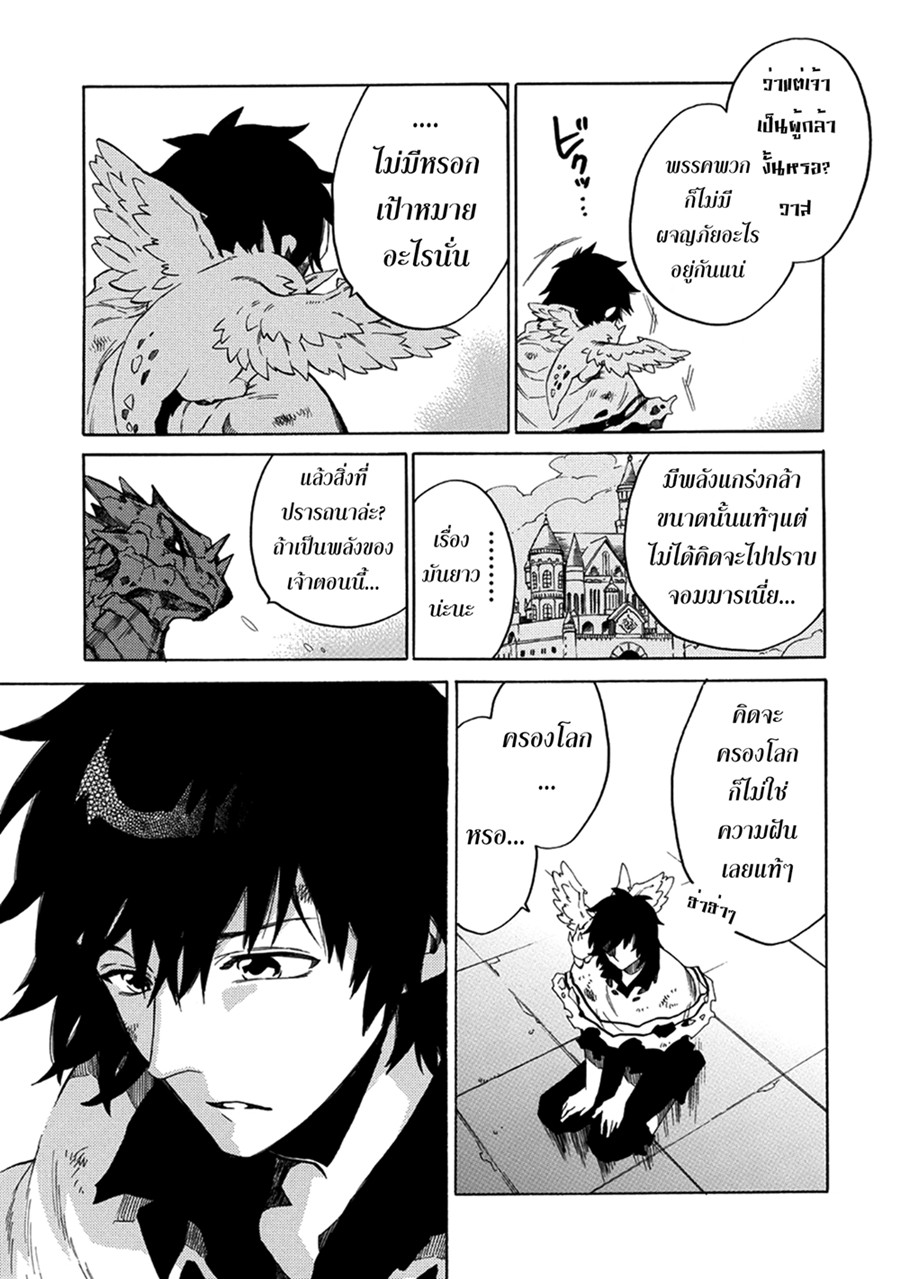 ว่าแต่เจ้า
เป็นผู้กล้า
งั้นหรอ?
วาส
พรรคพวก
ก็ไม่มี
ผจญภัยอะไร
อยู่กันแน่
ビクッ…
....
ไม่มีหรอก
เป้าหมาย
อะไรนั่น
มีพลังแกร่งกล้า
ขนาดนั้นแท้ๆแต่
ไม่ได้คิดจะไปปราบ
จอมมารเนี่ย...
........
เรื่อง
มันยาว
น่ะนะ
แล้วสิ่งที่
ปรารถนาล่ะ?
ถ้าเป็นพลังของ
เจ้าตอนนี้...
คิดจะ
ครองโลก
ก็ไม่ใช่
ความฝัน
เลยแท้ๆ
ฮ่าฮ่าๆ
ครองโลก
...
หรอ...